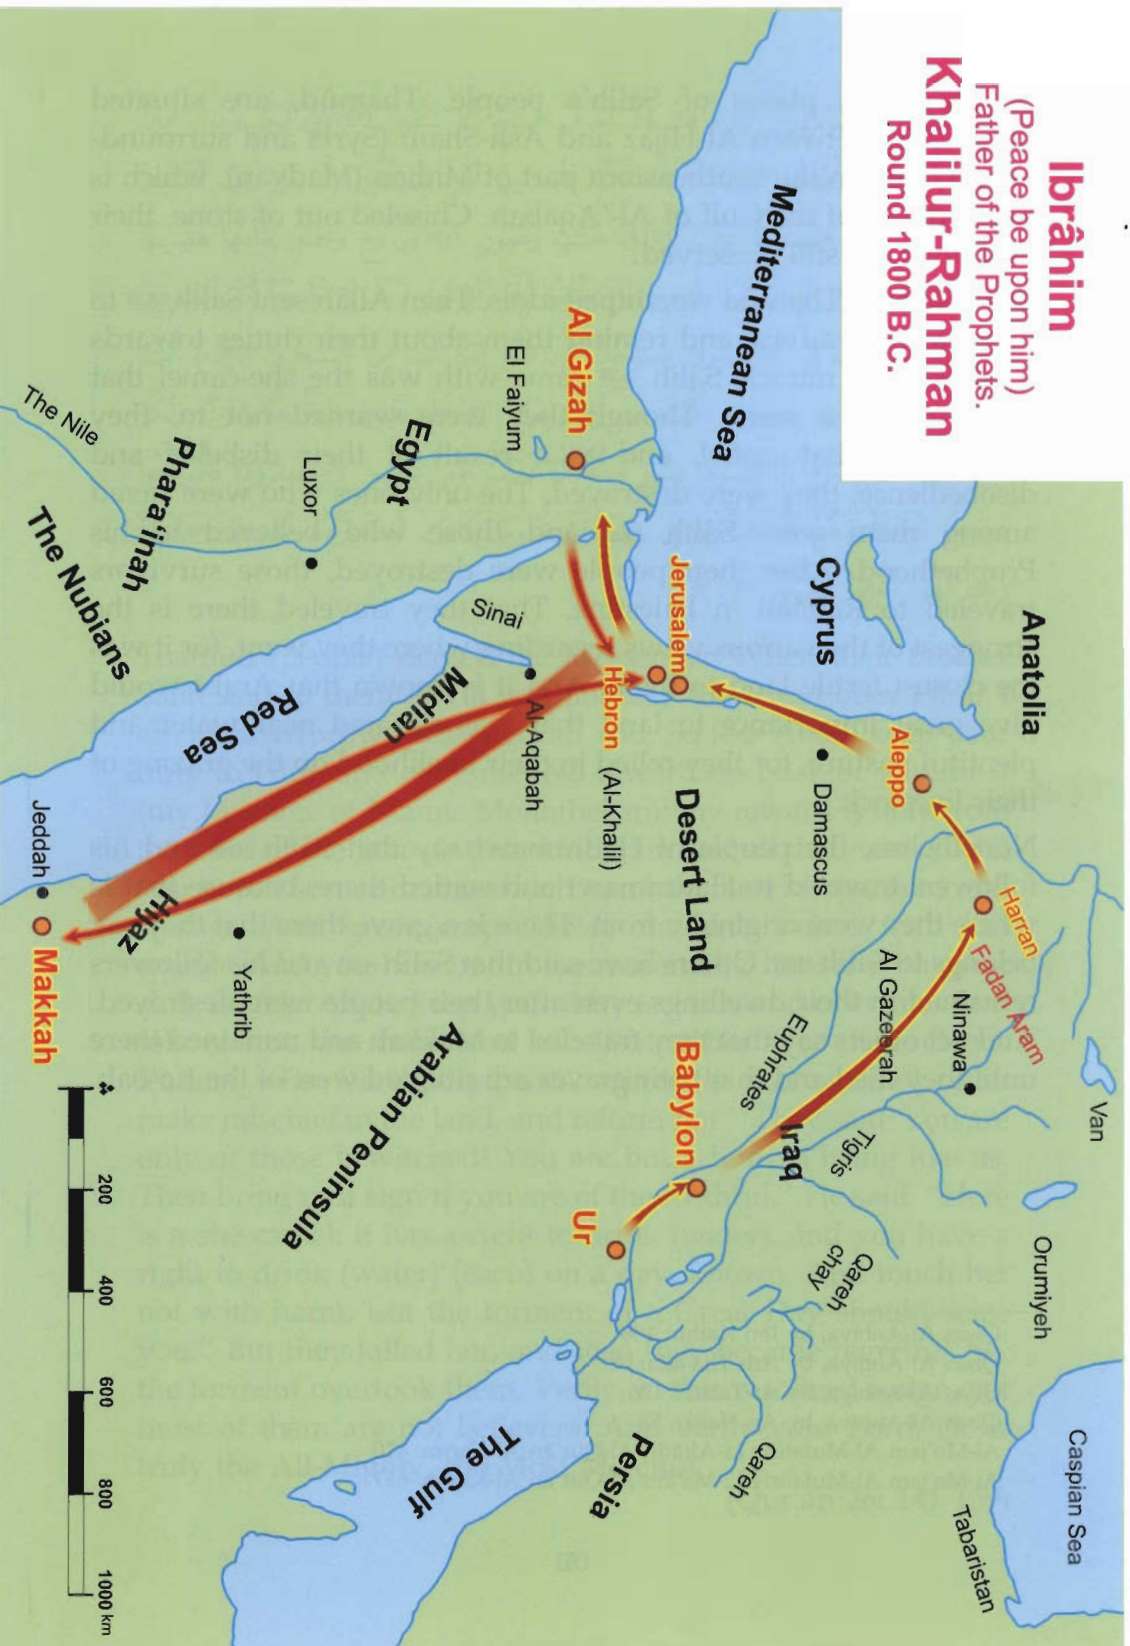 Ibrâhim
(Peace be upon him)
Father of the Prophets.
Khalilur-Rahman
Round 1800 B.C.
Anatolia
Van
Orumiyeh
Caspian Sea
Tabaristan
Harran
Fadan Aram
Ninawa
Aleppo
Al Gazeerah
Cyprus
Damascus
Tigris
Qareh
chay
Mediterranean Sea
Euphrates
Iraq
Qareh
Jerusalem
Desert Land
Babylon
Hebron
(Al-Khalil)
Ur
Persia
Al Gizah
El Faiyum
Al-Aqabah
Sinai
Egypt
Midian
Arabian Peninsula
The Gulf
Luxor
Red Sea
Yathrib
Phara'inah
Hijaz
The Nile
The Nubians
Jeddah
Makkah
200
400
600
800
1000 km